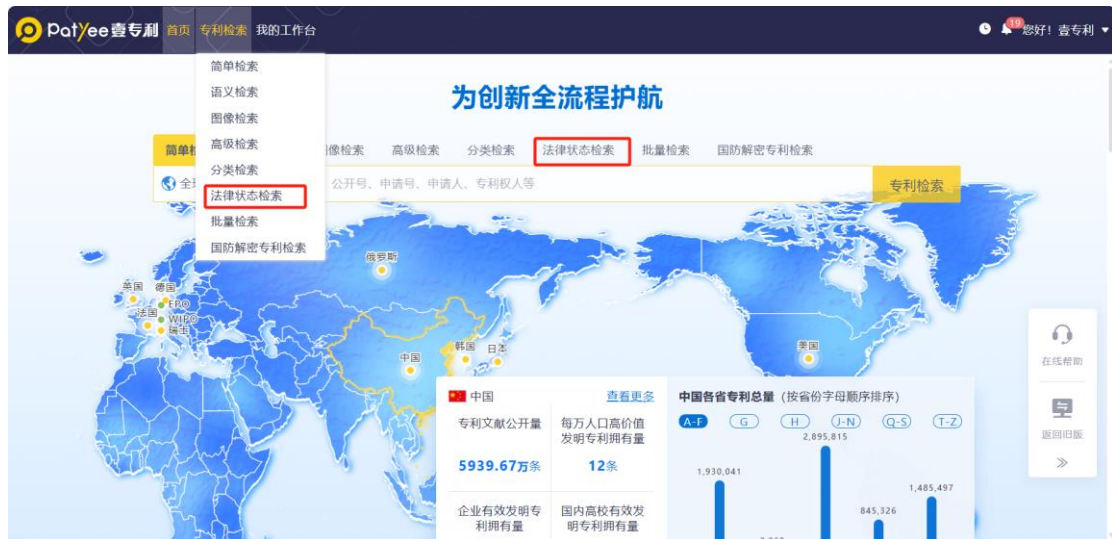 Patyee壹专利 首页 专利检索 我的工作台 19 您好！壹专利
简单检索
语义检索
图像检索
高级检索
分类检索
法律状态检索
批量检索
国防解密专利检索
为创新全流程护航
简单检 像检索 高级检索 分类检索 法律状态检索 批量检索 国防解密专利检索
全 公开号、申请号、申请人、专利权人等 专利检索
俄罗斯
英国 德国
EPO
法国 WIPO
瑞士
中国 韩国 日本
美国
在线帮助
返回旧版
中国 查看更多
专利文献公开量
5939.67万条
每万人口高价值
发明专利拥有量
12条
企业有效发明专
利拥有量
国内高校有效发
明专利拥有量
中国各省专利总量（按省份字母顺序排序）
A-F G H J-N Q-S T-Z
2,895,815
1,930,041
1,485,497
845,326